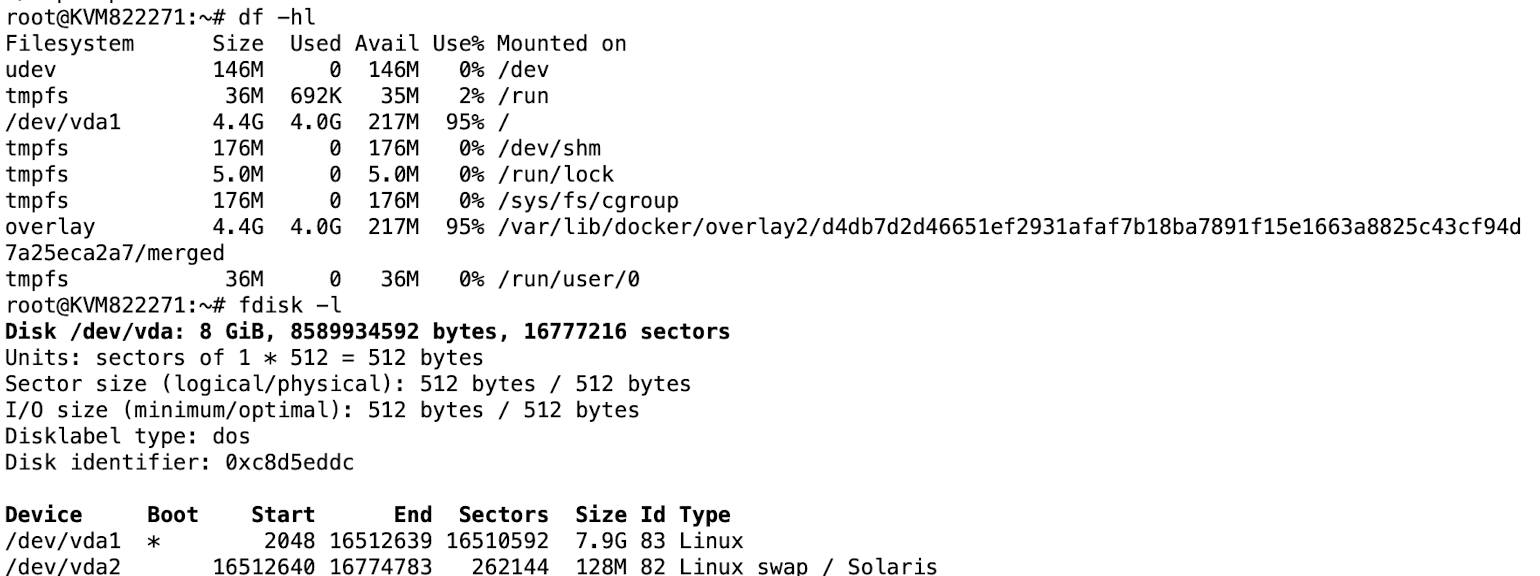 root@KVM822271:~# df -hl
Filesystem      Size  Used Avail Use% Mounted on
udev            146M     0  146M   0% /dev
tmpfs            36M  692K   35M   2% /run
/dev/vda1       4.4G  4.0G  217M  95% /
tmpfs           176M     0  176M   0% /dev/shm
tmpfs           5.0M     0  5.0M   0% /run/lock
tmpfs           176M     0  176M   0% /sys/fs/cgroup
overlay         4.4G  4.0G  217M  95% /var/lib/docker/overlay2/d4db7d2d46651ef2931afaf7b18ba7891f15e1663a8825c43cf94d
7a25eca2a7/merged
tmpfs            36M     0   36M   0% /run/user/0
root@KVM822271:~# fdisk -l
Disk /dev/vda: 8 GiB, 8589934592 bytes, 16777216 sectors
Units: sectors of 1 * 512 = 512 bytes
Sector size (logical/physical): 512 bytes / 512 bytes
I/O size (minimum/optimal): 512 bytes / 512 bytes
Disklabel type: dos
Disk identifier: 0xc8d5eddc
Device     Boot    Start      End  Sectors  Size Id Type
/dev/vda1  *        2048 16512639 16510592  7.9G 83 Linux
/dev/vda2       16512640 16774783   262144  128M 82 Linux swap / Solaris